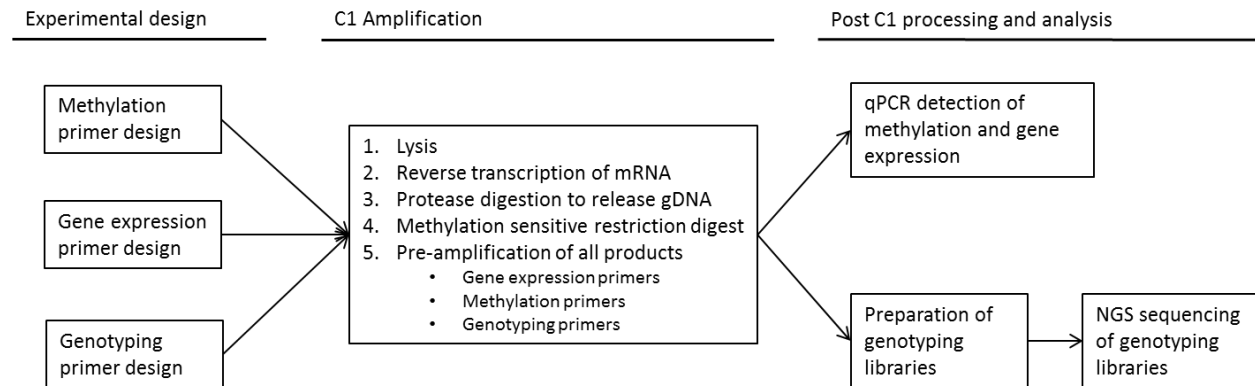 Experimental design
C1 Amplification
Post C1 processing and analysis
Methylation
primer design
Gene expression
primer design
Genotyping
primer design
1. Lysis
2. Reverse transcription of mRNA
3. Protease digestion to release gDNA
4. Methylation sensitive restriction digest
5. Pre-amplification of all products
• Gene expression primers
• Methylation primers
• Genotyping primers
qPCR detection of
methylation and gene
expression
Preparation of
genotyping
libraries
NGS sequencing
of genotyping
libraries